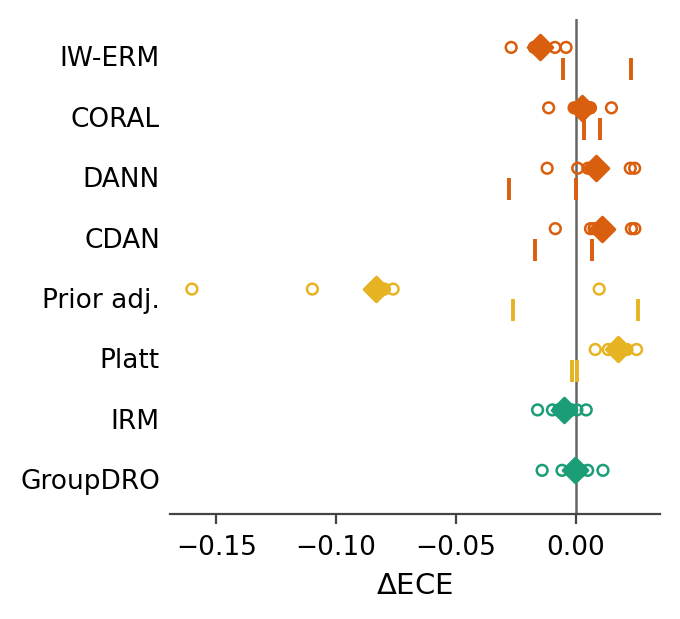 IW-ERM
CORAL
DANN
CDAN
Prior adj.
Platt
IRM
GroupDRO
−0.15 −0.10 −0.05 0.00
ΔECE